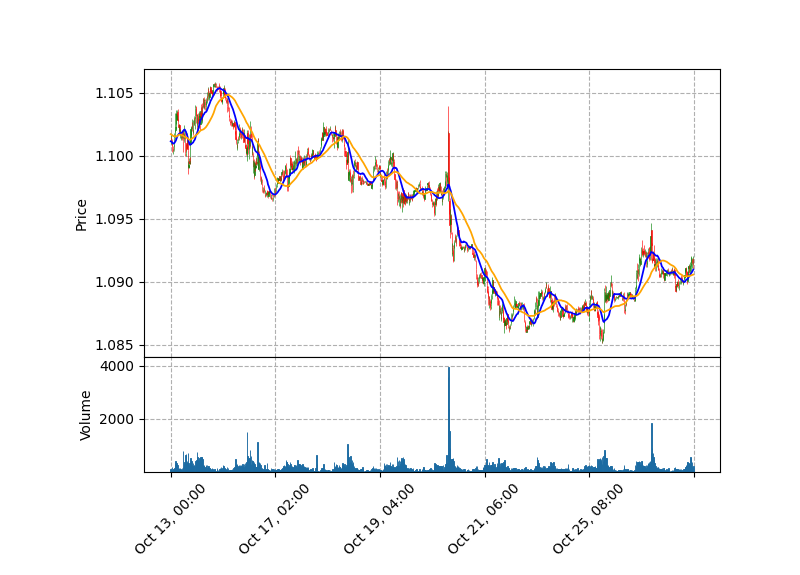 1.105
1.100
1.095
1.090
1.085
Price
4000
2000
Volume
Oct 13, 00:00
Oct 17, 02:00
Oct 19, 04:00
Oct 21, 06:00
Oct 25, 08:00